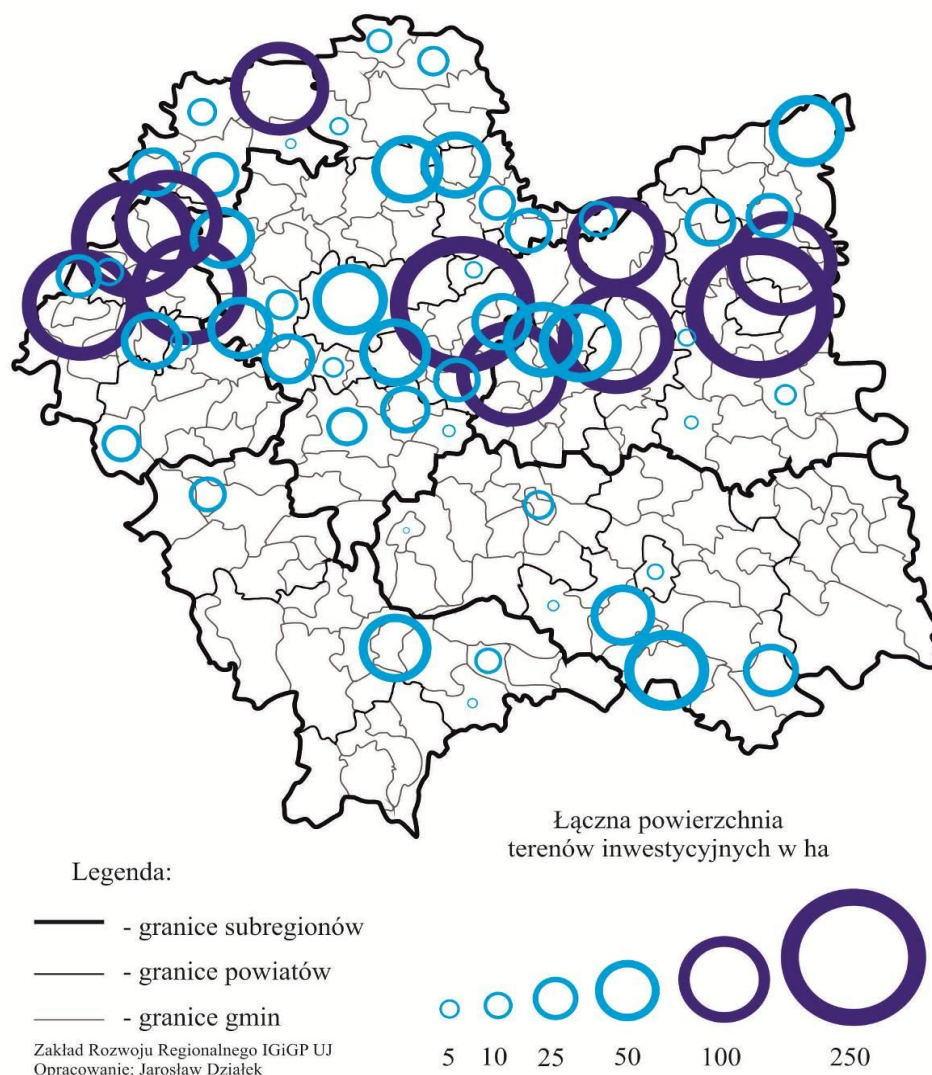 Łączna powierzchnia
terenów inwestycyjnych w ha
Legenda:
- granice subregionów
- granice powiatów
- granice gmin
Zakład Rozwoju Regionalnego IGiGP UJ
Opracowanie: Jarosław Działek
5 10 25 50 100 250